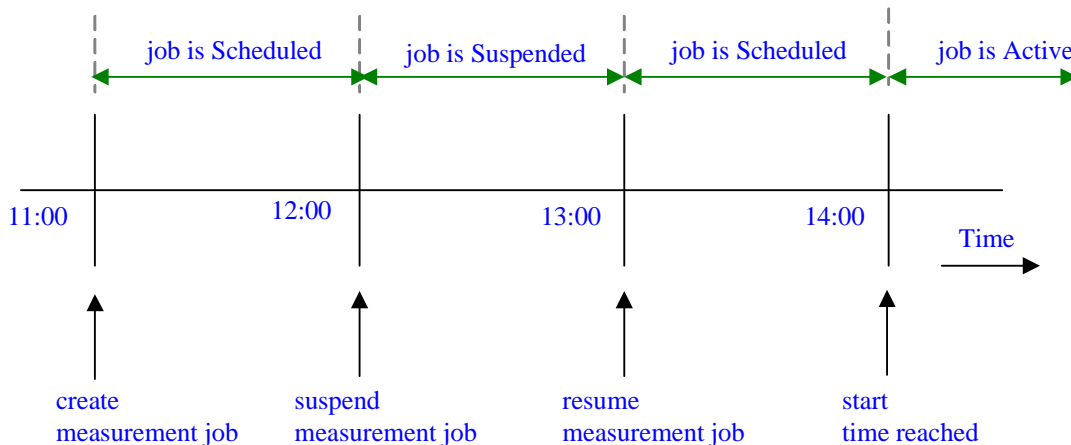 job is Scheduled
job is Suspended
job is Scheduled
job is Active
11:00
12:00
13:00
14:00
Time
create
measurement job
suspend
measurement job
resume
measurement job
start
time reached